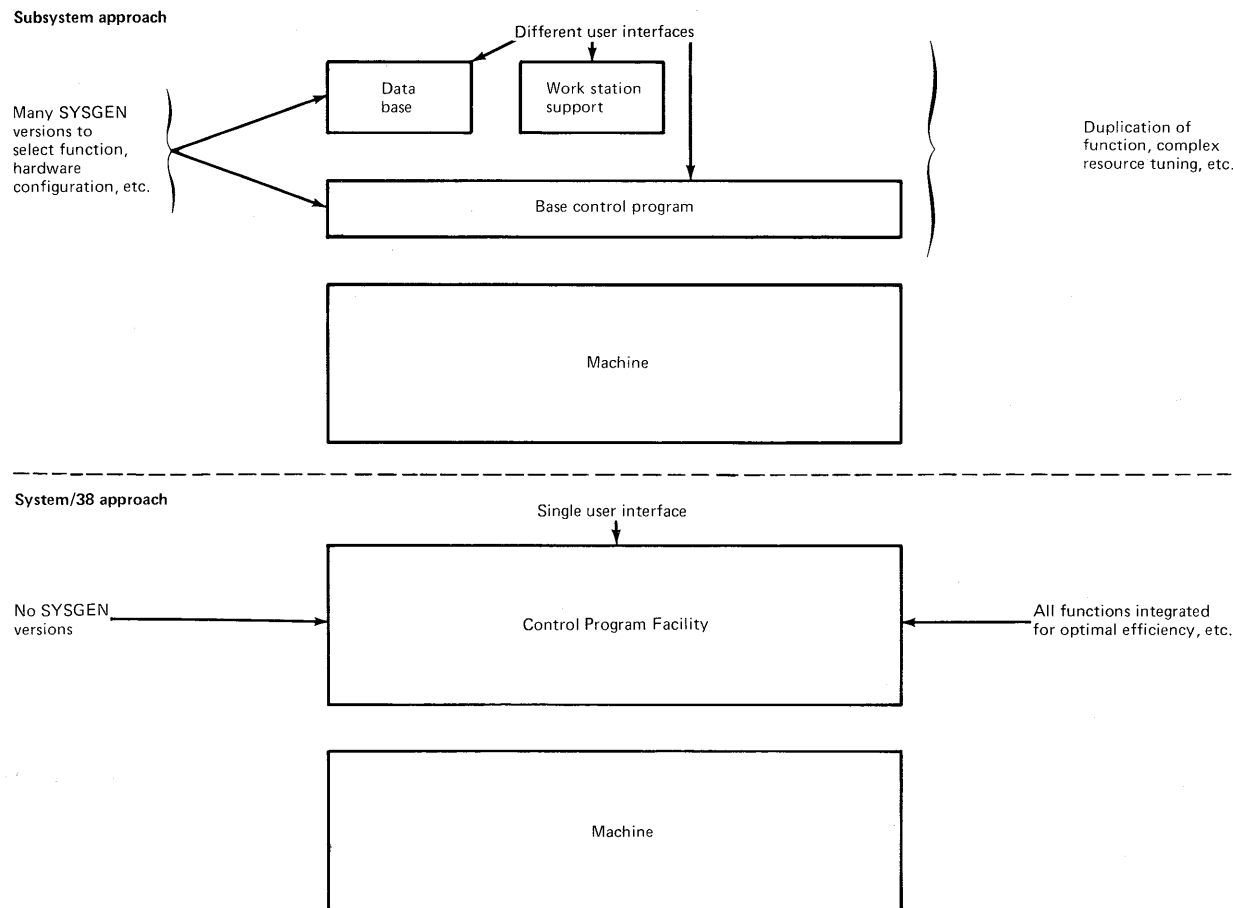 Subsystem approach
Different user interfaces
Data
base
Work station
support
Many SYSGEN
versions to
select function,
hardware
configuration, etc.
Duplication of
function, complex
resource tuning, etc.
Base control program
Machine
System/38 approach
Single user interface
No SYSGEN
versions
Control Program Facility
All functions integrated
for optimal efficiency, etc.
Machine